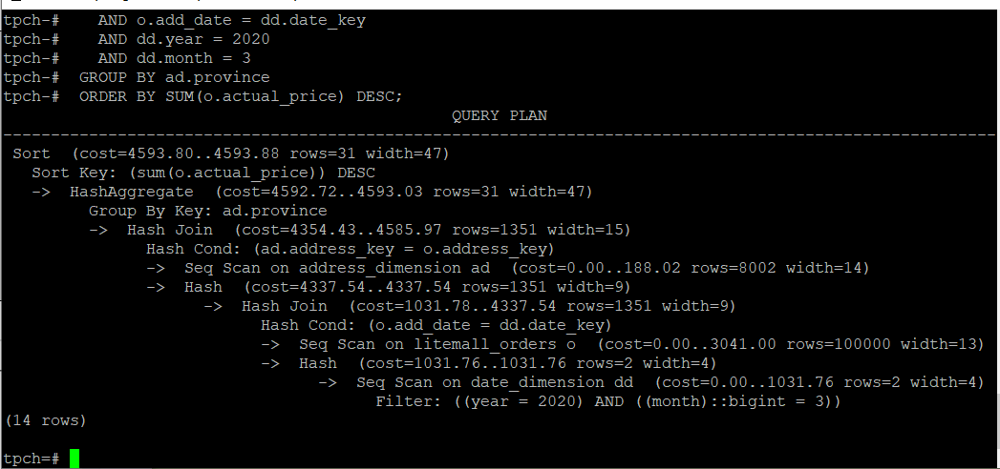 tpch-#    AND o.add_date = dd.date_key
tpch-#    AND dd.year = 2020
tpch-#    AND dd.month = 3
tpch-#  GROUP BY ad.province
tpch-#  ORDER BY SUM(o.actual_price) DESC;
QUERY PLAN
--------------------------------------------------------------------------------------------------------
Sort  (cost=4593.80..4593.88 rows=31 width=47)
Sort Key: (sum(o.actual_price)) DESC
->  HashAggregate  (cost=4592.72..4593.03 rows=31 width=47)
Group By Key: ad.province
->  Hash Join  (cost=4354.43..4585.97 rows=1351 width=15)
Hash Cond: (ad.address_key = o.address_key)
->  Seq Scan on address_dimension ad  (cost=0.00..188.02 rows=8002 width=14)
->  Hash  (cost=4337.54..4337.54 rows=1351 width=9)
->  Hash Join  (cost=1031.78..4337.54 rows=1351 width=9)
Hash Cond: (o.add_date = dd.date_key)
->  Seq Scan on litemall_orders o  (cost=0.00..3041.00 rows=100000 width=13)
->  Hash  (cost=1031.76..1031.76 rows=2 width=4)
->  Seq Scan on date_dimension dd  (cost=0.00..1031.76 rows=2 width=4)
Filter: ((year = 2020) AND ((month)::bigint = 3))
(14 rows)
tpch=#